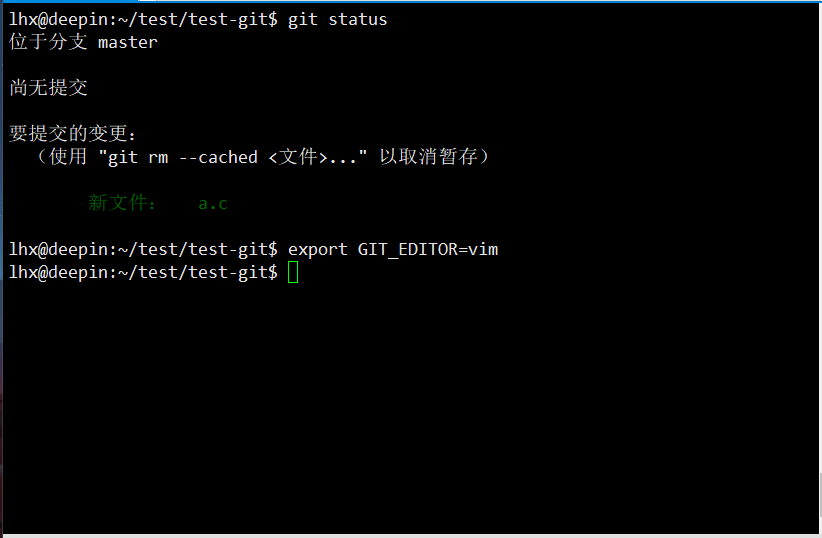 lhx@deepin:~/test/test-git$ git status
位于分支 master
尚无提交
要提交的变更：
（使用 "git rm --cached <文件>..." 以取消暂存）
新文件： a.c
lhx@deepin:~/test/test-git$ export GIT_EDITOR=vim
lhx@deepin:~/test/test-git$